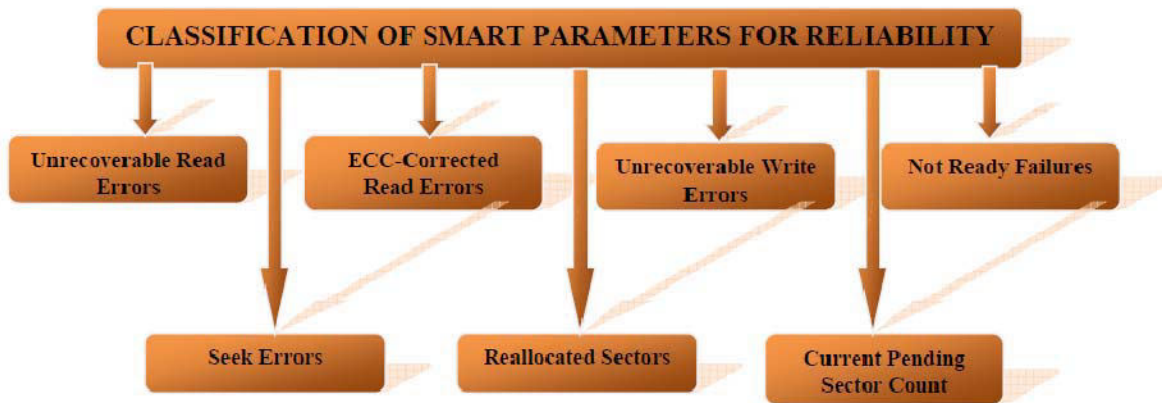 CLASSIFICATION OF SMART PARAMETERS FOR RELIABILITY
Unrecoverable Read
Errors
ECC-Corrected
Read Errors
Unrecoverable Write
Errors
Not Ready Failures
Seek Errors
Reallocated Sectors
Current Pending
Sector Count